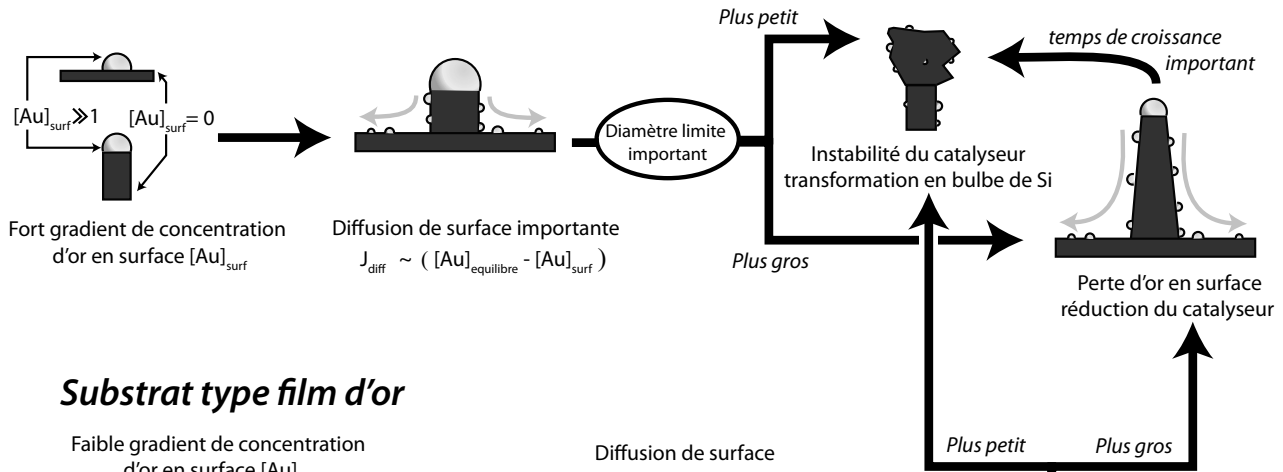 Plus petit
temps de croissance
important
[Au]surf≫1
[Au]surf= 0
Diamètre limite
important
Instabilité du catalyseur
transformation en bulbe de Si
Fort gradient de concentration
d'or en surface [Au]surf
Diffusion de surface importante
Jdiff ~ ( [Au]equilibre - [Au]surf )
Plus gros
Perte d'or en surface
réduction du catalyseur
Substrat type film d'or
Faible gradient de concentration
d'or en surface [Au]
Diffusion de surface
Plus petit
Plus gros